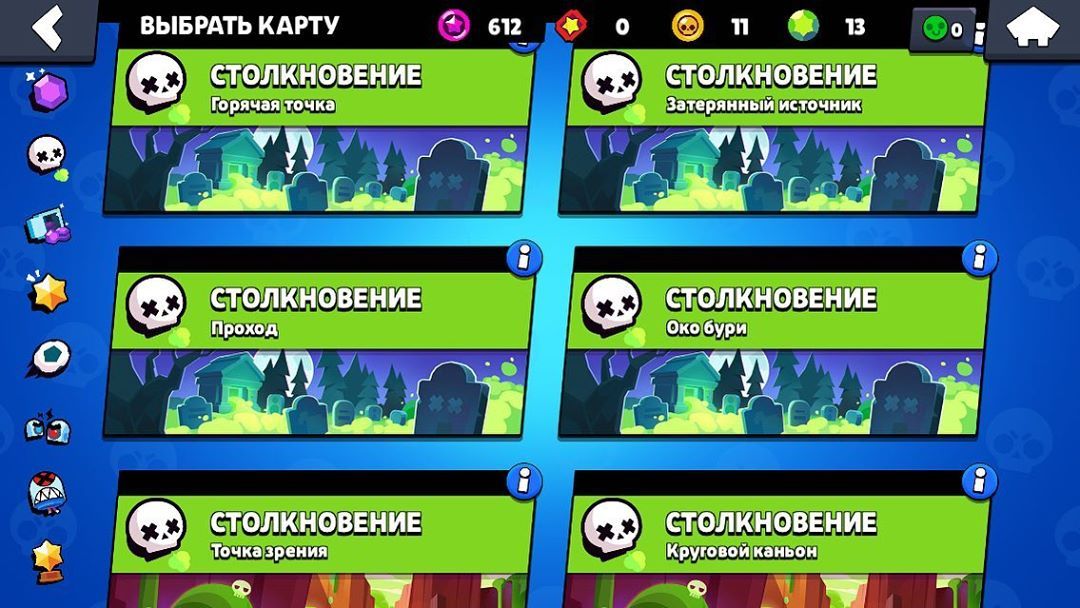 ВЫБРАТЬ КАРТУ 612 0 11 13 0
СТОЛКНОВЕНИЕ
Горячая точка
СТОЛКНОВЕНИЕ
Затерянный источник
СТОЛКНОВЕНИЕ
Проход
СТОЛКНОВЕНИЕ
Око бури
СТОЛКНОВЕНИЕ
Точка зрения
СТОЛКНОВЕНИЕ
Круговой каньон